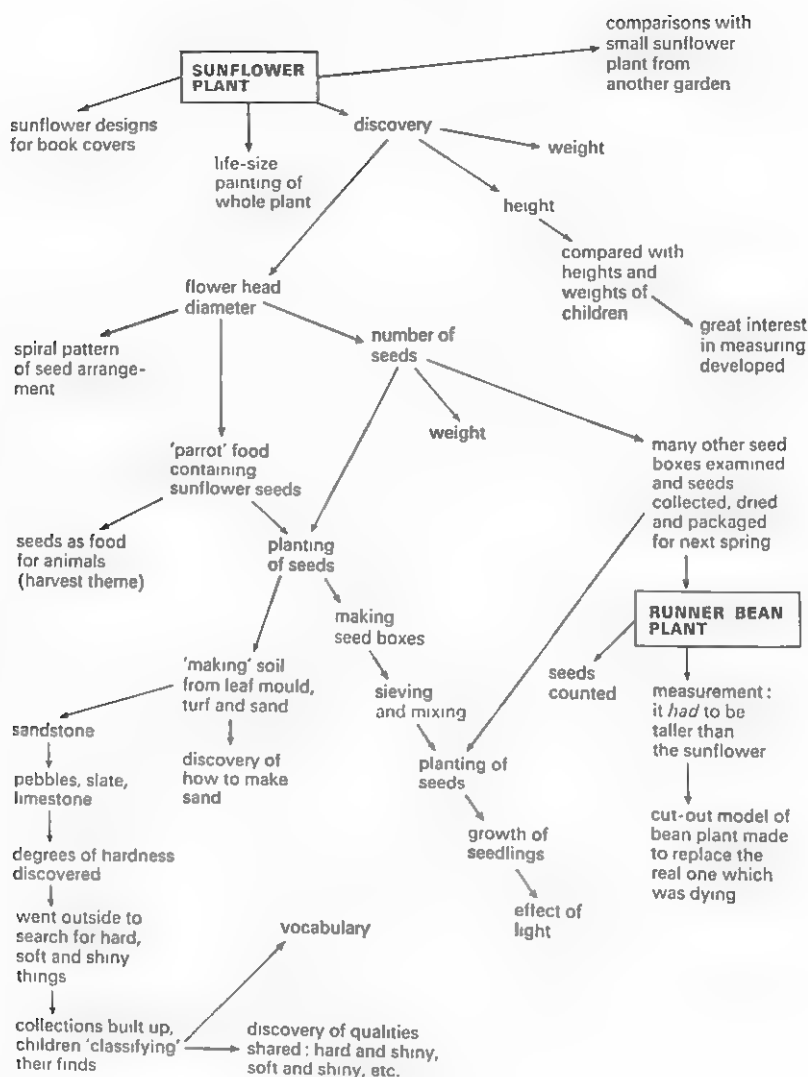 comparisons with
small sunflower
plant from
another garden
SUNFLOWER
PLANT
sunflower designs
for book covers
discovery
weight
life-size
painting of
whole plant
height
compared with
heights and
weights of
children
flower head
diameter
great interest
in measuring
developed
number of
seeds
spiral pattern
of seed arrange-
ment
weight
many other seed
boxes examined
and seeds
collected, dried
and packaged
for next spring
'parrot' food
containing
sunflower seeds
seeds as food
for animals
(harvest theme)
planting
of seeds
making
seed boxes
RUNNER BEAN
PLANT
'making' soil
from leaf mould,
turf and sand
seeds
counted
sieving
and mixing
measurement:
it had to be
taller than
the sunflower
sandstone
discovery of
how to make
sand
planting of
seeds
pebbles, slate,
limestone
cut-out model of
bean plant made
to replace the
real one which
was dying
growth of
seedlings
degrees of hardness
discovered
effect of
light
went outside to
search for hard,
soft and shiny
things
vocabulary
collections built up,
children 'classifying'
their finds
discovery of qualities
shared: hard and shiny,
soft and shiny, etc.